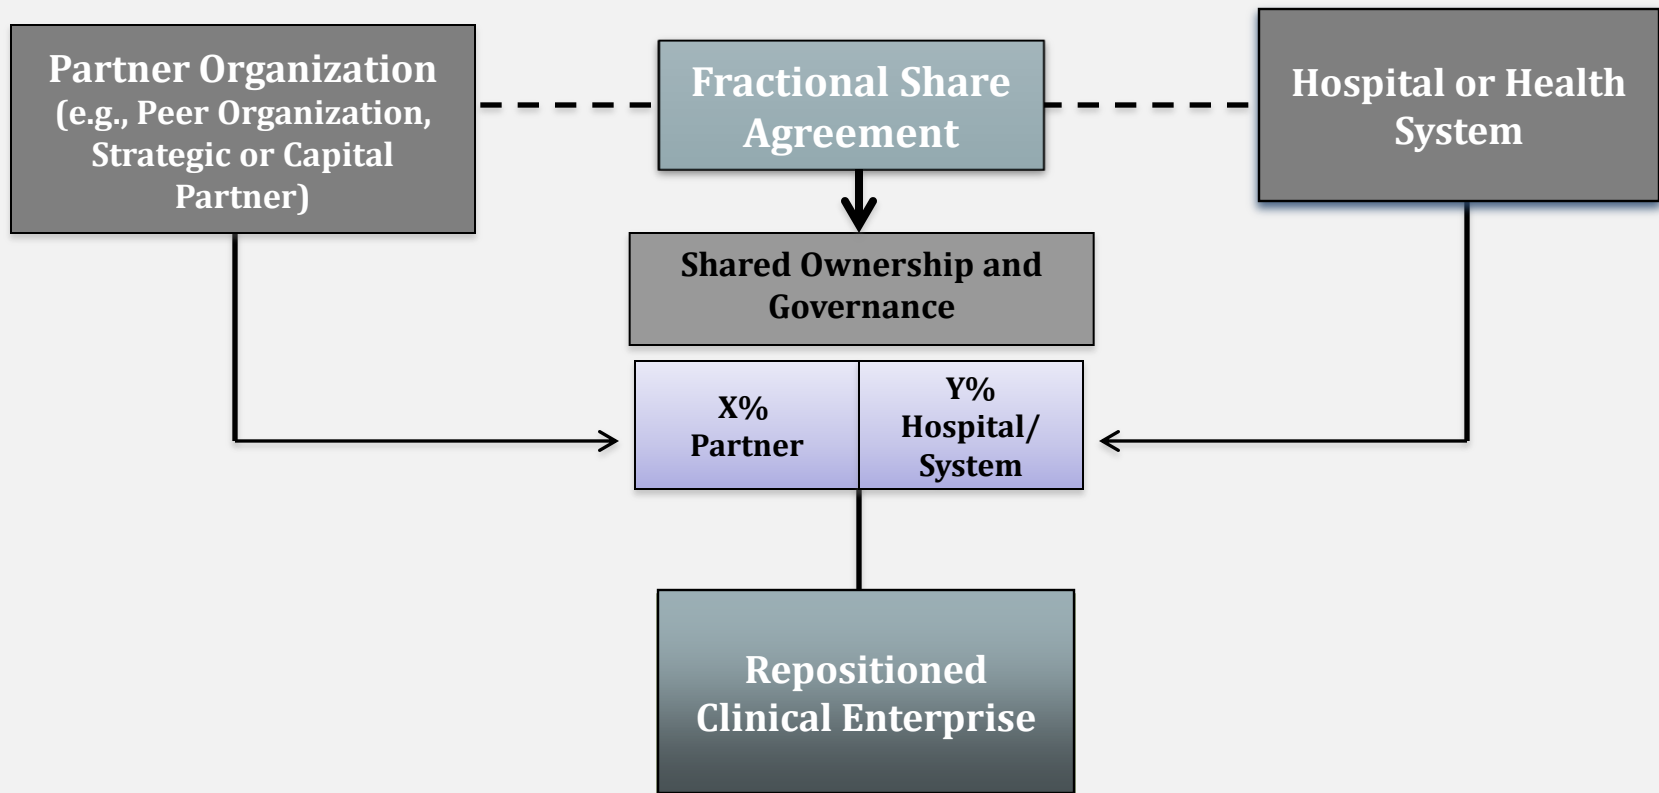 Partner Organization
(e.g., Peer Organization,
Strategic or Capital
Partner)
Fractional Share
Agreement
Hospital or Health
System
Shared Ownership and
Governance
X%
Partner
Y%
Hospital/
System
Repositioned
Clinical Enterprise